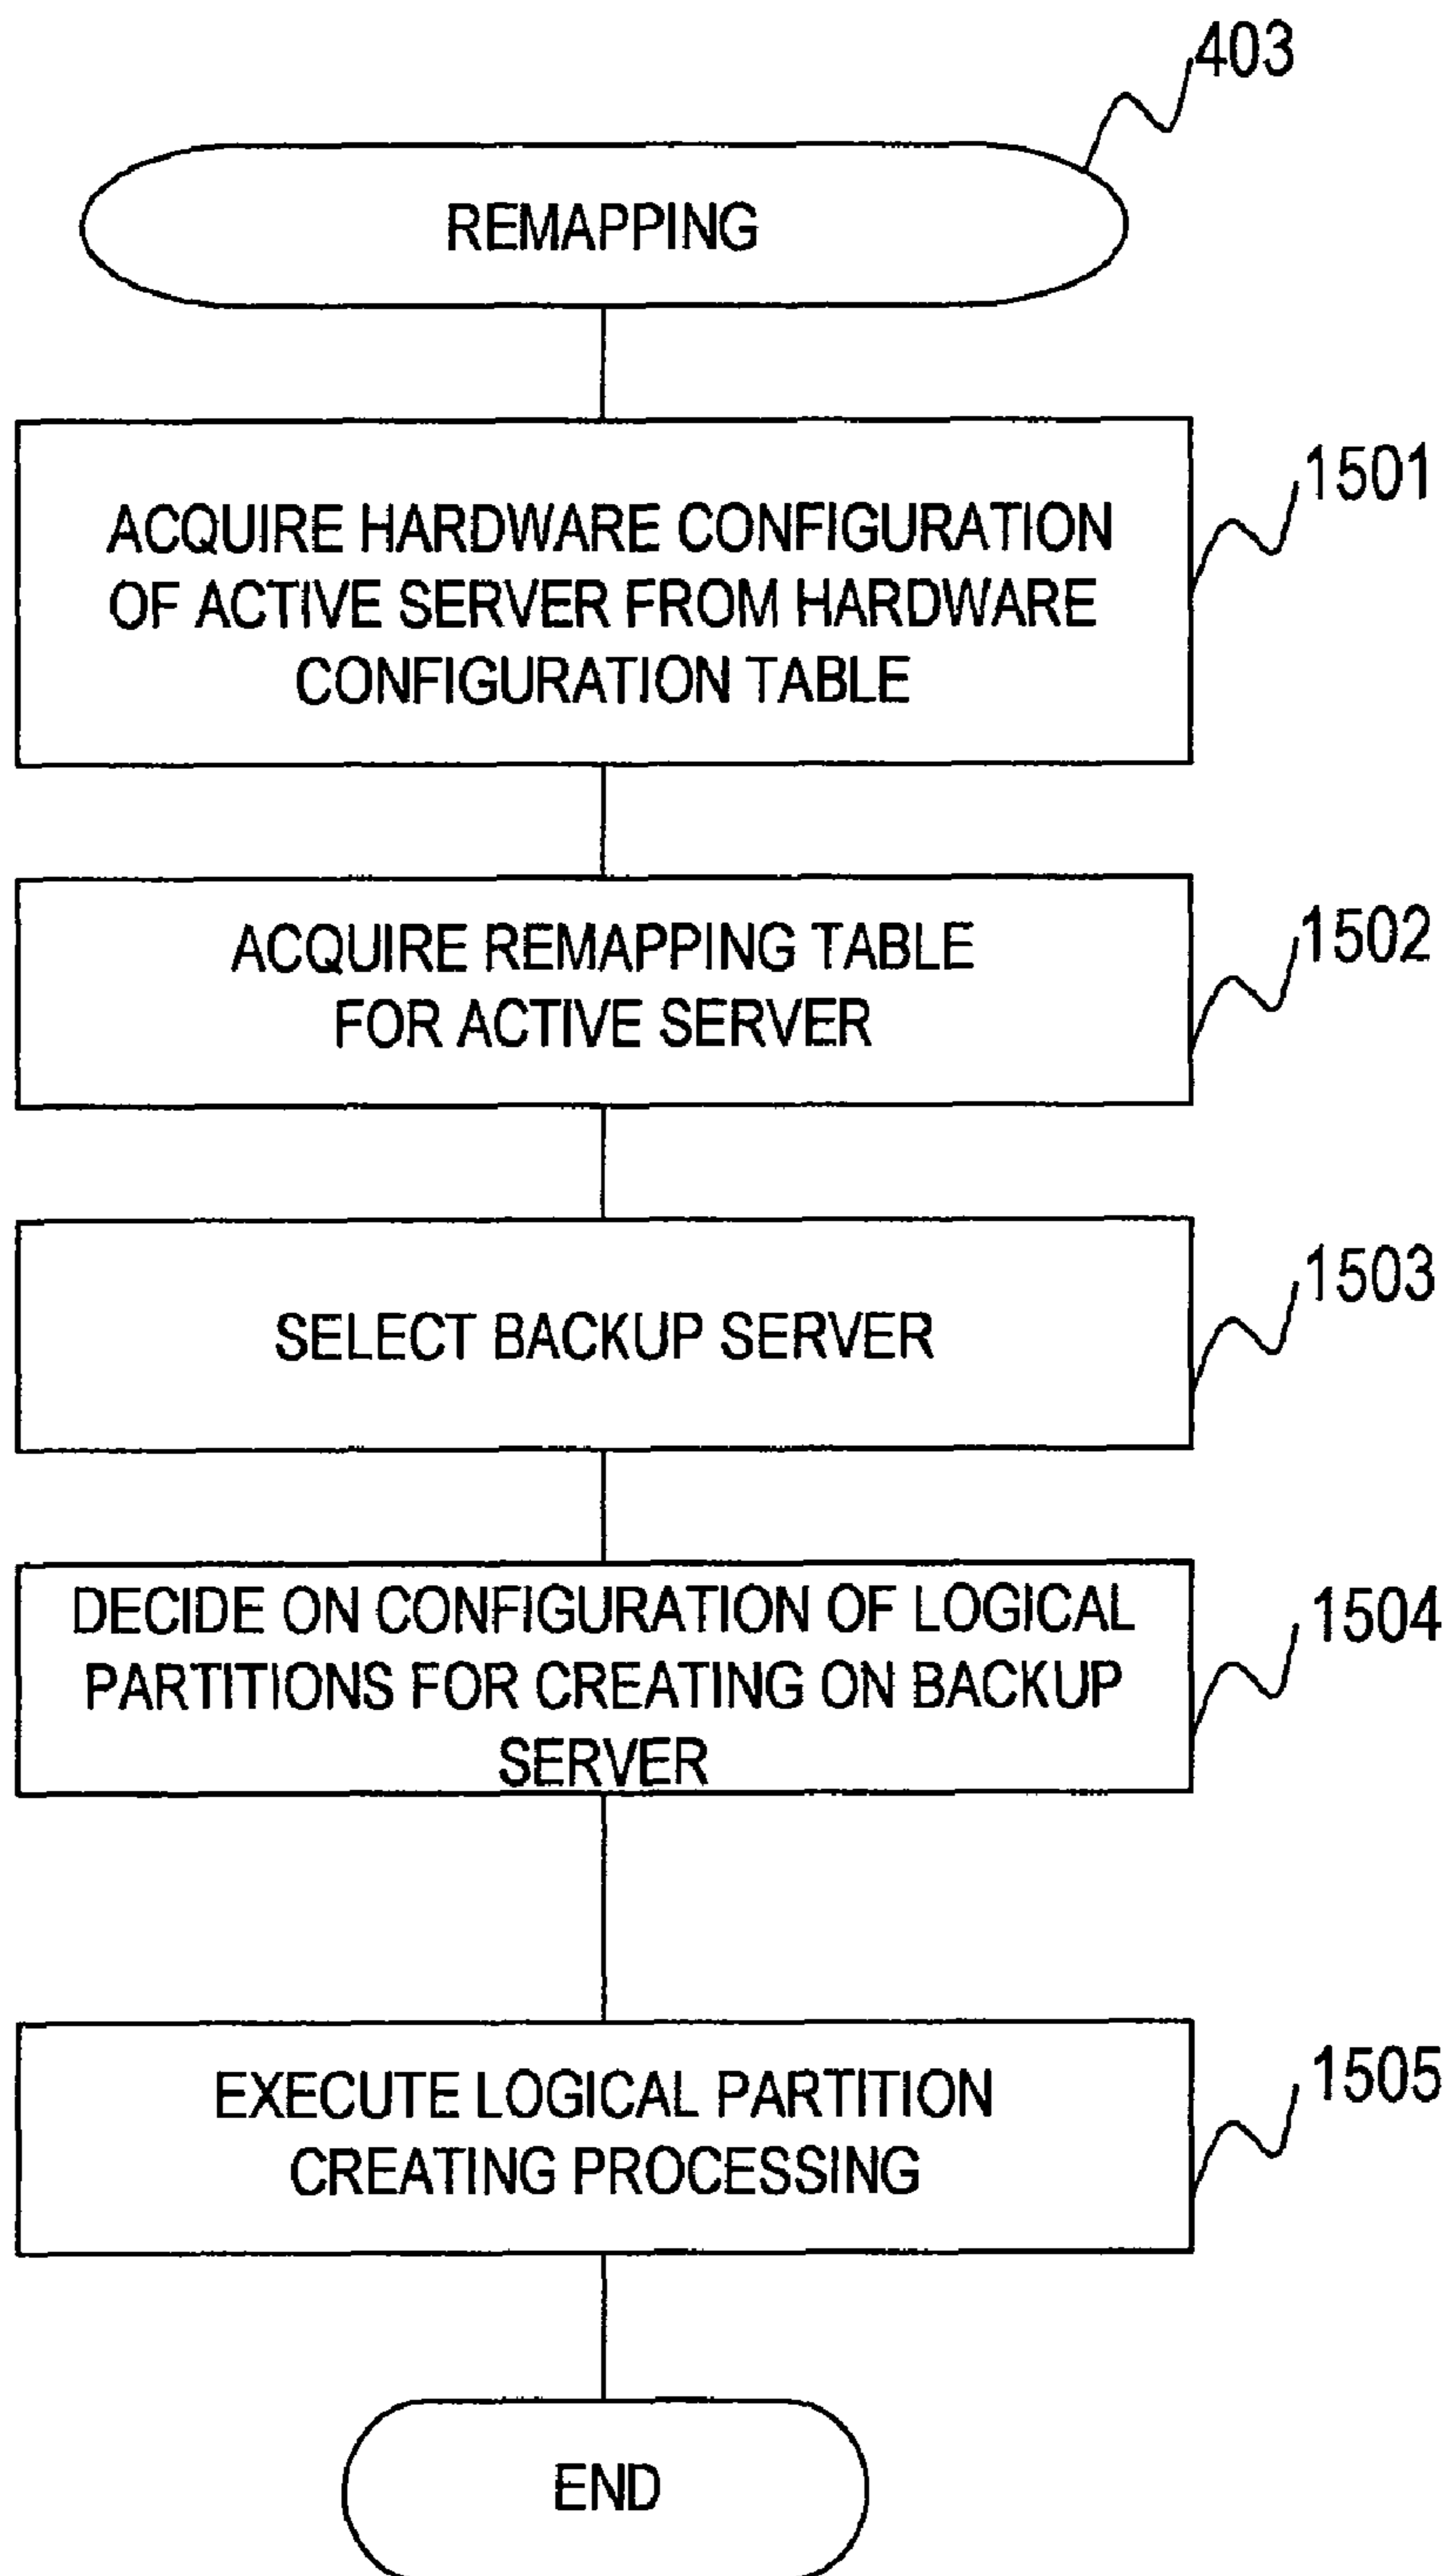 403
REMAPPING
1501
ACQUIRE HARDWARE CONFIGURATION
OF ACTIVE SERVER FROM HARDWARE
CONFIGURATION TABLE
1502
ACQUIRE REMAPPING TABLE
FOR ACTIVE SERVER
1503
SELECT BACKUP SERVER
1504
DECIDE ON CONFIGURATION OF LOGICAL
PARTITIONS FOR CREATING ON BACKUP
SERVER
1505
EXECUTE LOGICAL PARTITION
CREATING PROCESSING
END